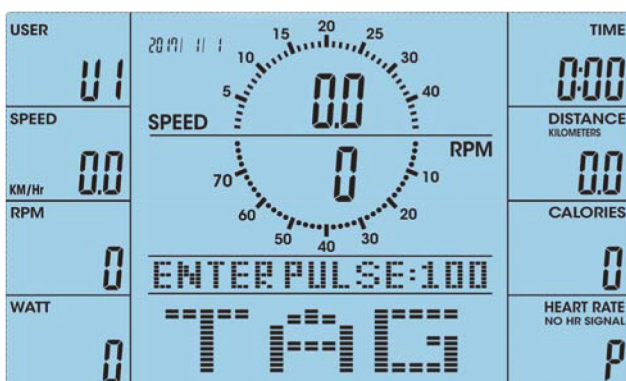 USER
U1
SPEED
KM/Hr 0.0
RPM
0
WATT
0
2017/ 1/ 1
5 10 15 20 25 30 40
SPEED 0.0
RPM 0
70 60 50 40 30 20 10
ENTER PULSE:100
TAG
TIME
0:00
DISTANCE
KILOMETERS
0.0
CALORIES
0
HEART RATE
NO HR SIGNAL
P